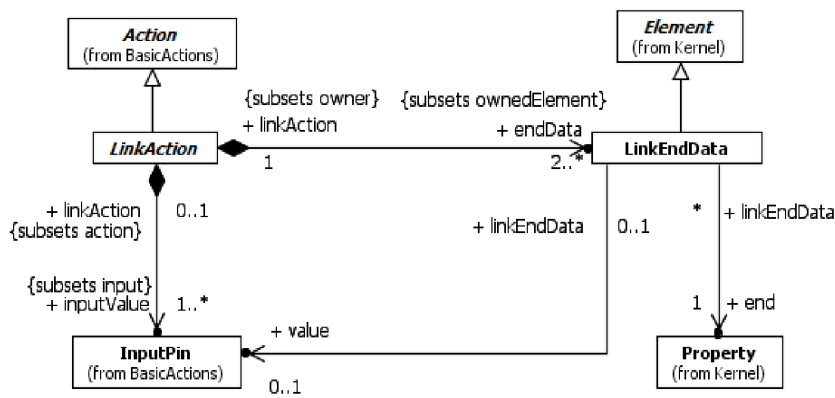 Action
(from BasicActions)
Element
(from Kernel)
{subsets owner}
{subsets ownedElement}
+ linkAction
+ endData
LinkAction
LinkEndData
1
2..*
+ linkAction
0..1
{subsets action}
+ linkEndData
0..1
*
+ linkEndData
{subsets input}
+ inputValue
1..*
1
+ end
+ value
InputPin
(from BasicActions)
0..1
Property
(from Kernel)